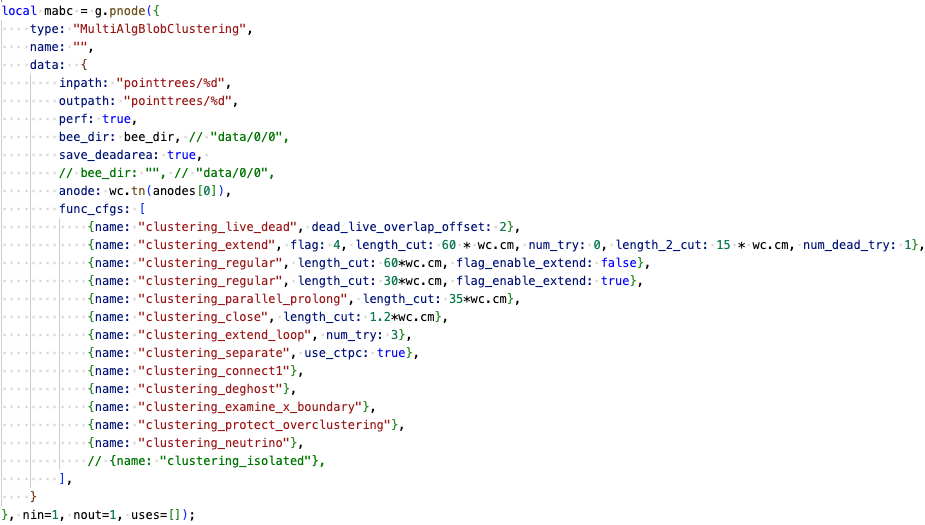 local mabc = g.pnode({
    type: "MultiAlgBlobClustering",
    name: "",
    data:  {
        inpath: "pointtrees/%d",
        outpath: "pointtrees/%d",
        perf: true,
        bee_dir: bee_dir, // "data/0/0",
        save_deadarea: true, 
        // bee_dir: "", // "data/0/0",
        anode: wc.tn(anodes[0]),
        func_cfgs: [
            {name: "clustering_live_dead", dead_live_overlap_offset: 2},
            {name: "clustering_extend", flag: 4, length_cut: 60 * wc.cm, num_try: 0, length_2_cut: 15 * wc.cm, num_dead_try: 1},
            {name: "clustering_regular", length_cut: 60*wc.cm, flag_enable_extend: false},
            {name: "clustering_regular", length_cut: 30*wc.cm, flag_enable_extend: true},
            {name: "clustering_parallel_prolong", length_cut: 35*wc.cm},
            {name: "clustering_close", length_cut: 1.2*wc.cm},
            {name: "clustering_extend_loop", num_try: 3},
            {name: "clustering_separate", use_ctpc: true},
            {name: "clustering_connect1"},
            {name: "clustering_deghost"},
            {name: "clustering_examine_x_boundary"},
            {name: "clustering_protect_overclustering"},
            {name: "clustering_neutrino"},
            // {name: "clustering_isolated"},
        ],
    }
}, nin=1, nout=1, uses=[]);